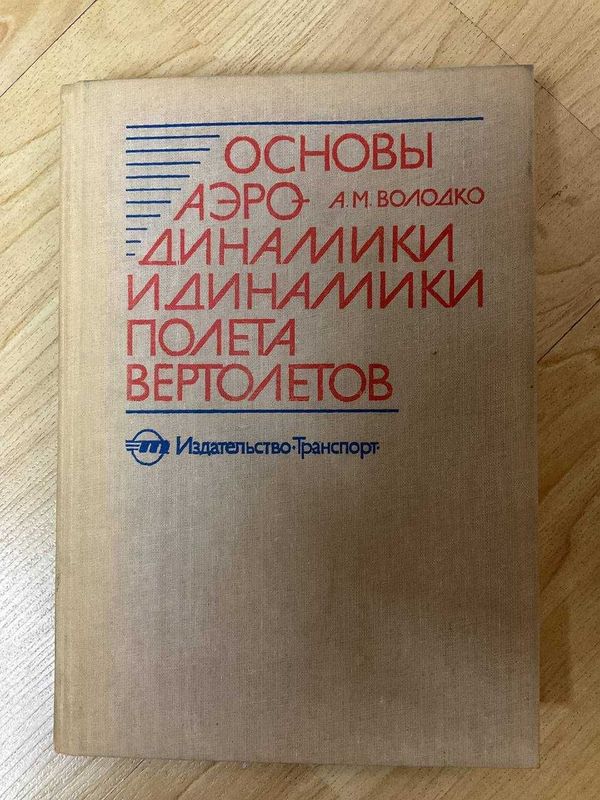 ОСНОВЫ
АЭРО-
А.М. ВОЛОДКО
ДИНАМИКИ
И ДИНАМИКИ
ПОЛЕТА
ВЕРТОЛЕТОВ
m Издательство·Транспорт·